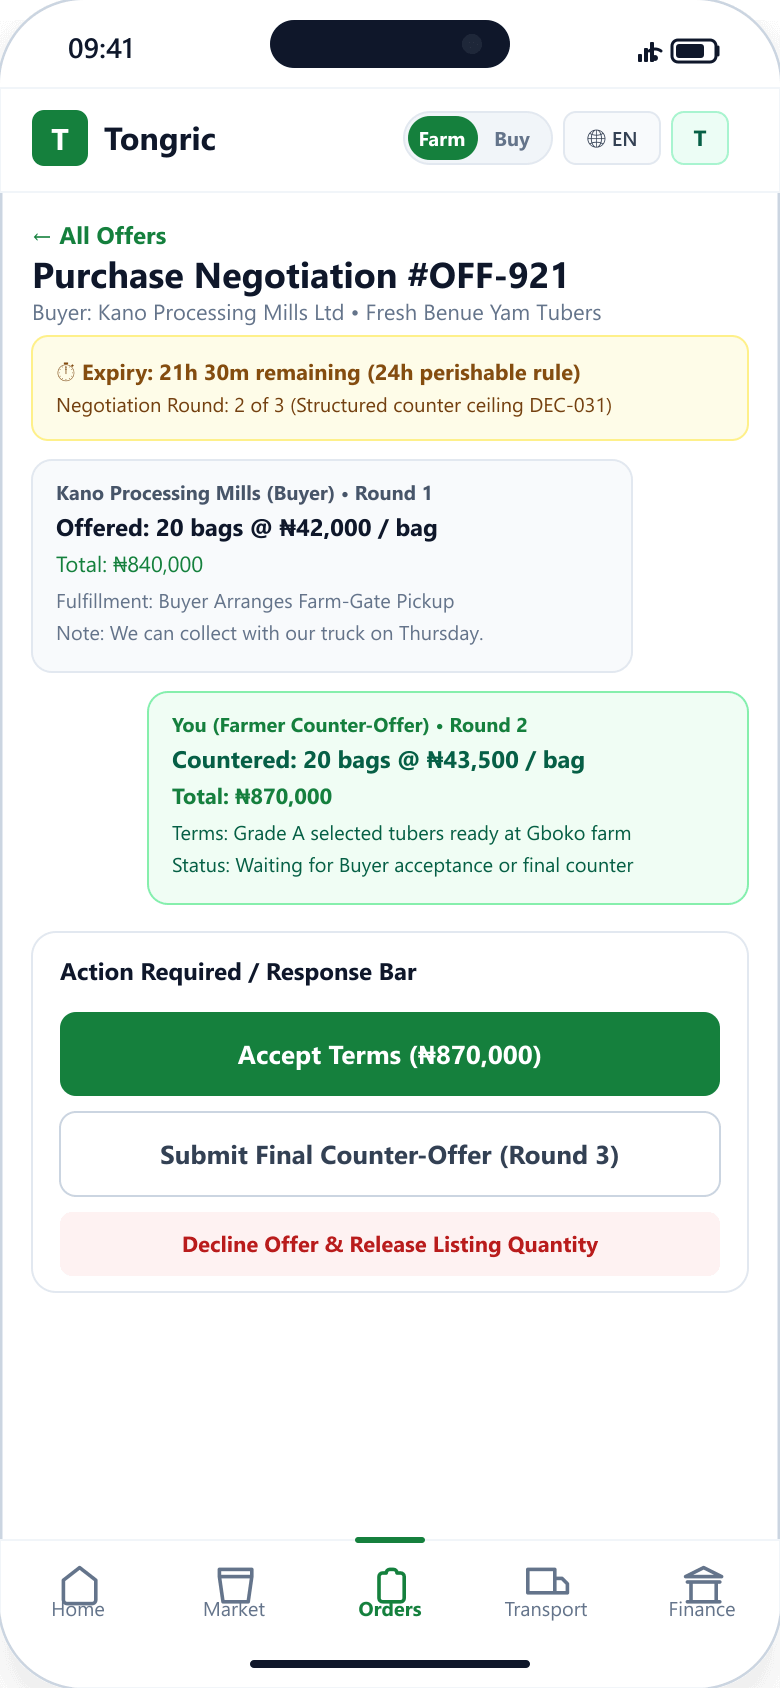 09:41
T Tongric Farm Buy EN T
← All Offers
Purchase Negotiation #OFF-921
Buyer: Kano Processing Mills Ltd • Fresh Benue Yam Tubers
⏱ Expiry: 21h 30m remaining (24h perishable rule)
Negotiation Round: 2 of 3 (Structured counter ceiling DEC-031)
Kano Processing Mills (Buyer) • Round 1
Offered: 20 bags @ ₦42,000 / bag
Total: ₦840,000
Fulfillment: Buyer Arranges Farm-Gate Pickup
Note: We can collect with our truck on Thursday.
You (Farmer Counter-Offer) • Round 2
Countered: 20 bags @ ₦43,500 / bag
Total: ₦870,000
Terms: Grade A selected tubers ready at Gboko farm
Status: Waiting for Buyer acceptance or final counter
Action Required / Response Bar
Accept Terms (₦870,000)
Submit Final Counter-Offer (Round 3)
Decline Offer & Release Listing Quantity
Home Market Orders Transport Finance